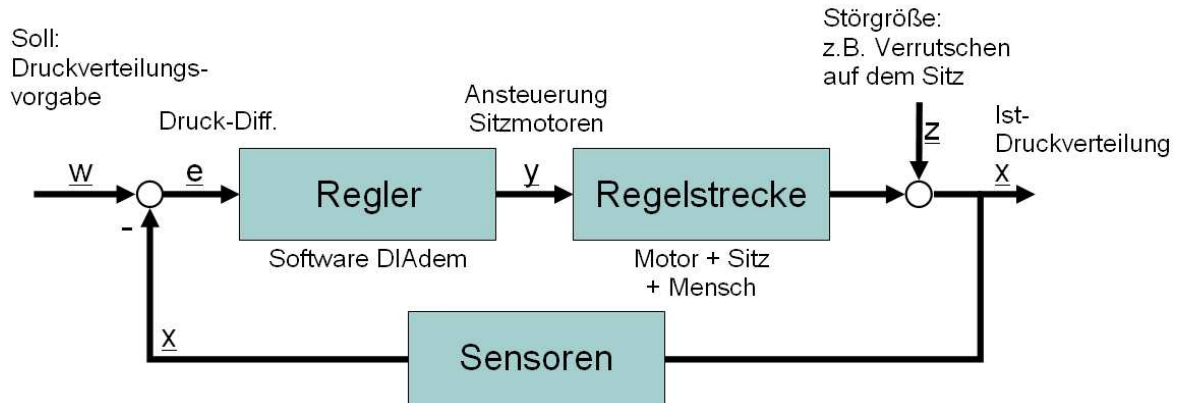 Soll:
Druckverteilungs-
vorgabe
Störgröße:
z.B. Verrutschen
auf dem Sitz
Druck-Diff.
Ansteuerung
Sitzmotoren
Ist-
Druckverteilung
w
e
Regler
y
Regelstrecke
z
x
-
Software DIAdem
Motor + Sitz
+ Mensch
x
Sensoren